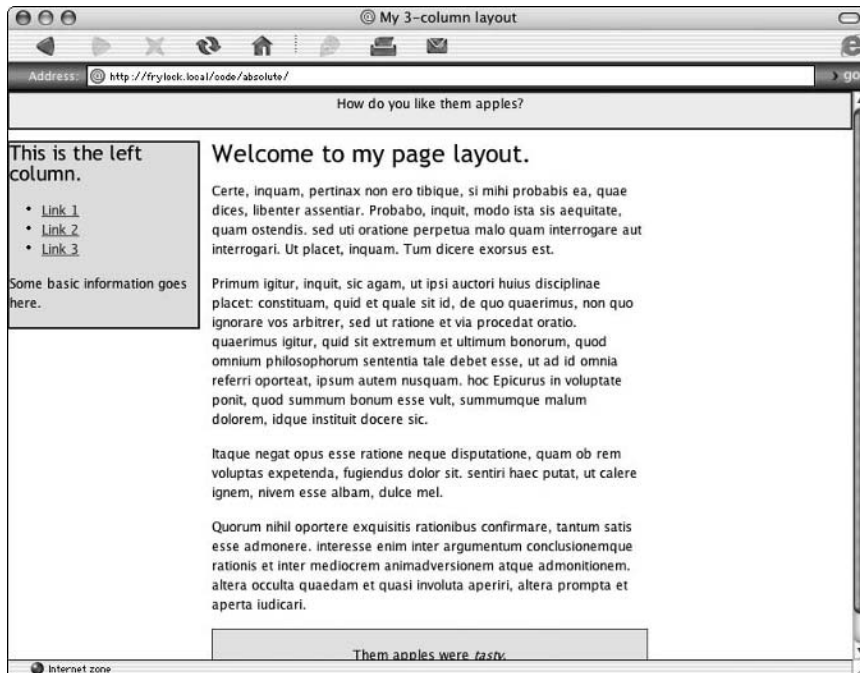 My 3-column layout
Address: http://frylock.local/code/absolute/ go
How do you like them apples?
This is the left
column.
• Link 1
• Link 2
• Link 3
Some basic information goes
here.
Welcome to my page layout.
Certe, inquam, pertinax non ero tibique, si mihi probabis ea, quae
dices, libenter assentiar. Probabo, inquit, modo ista sis aequitate,
quam ostendis. sed uti oratione perpetua malo quam interrogare aut
interrogari. Ut placet, inquam. Tum dicere exorsus est.
Primum igitur, inquit, sic agam, ut ipsi auctori huius disciplinae
placet: constituam, quid et quale sit id, de quo quaerimus, non quo
ignorare vos arbitrer, sed ut ratione et via procedat oratio.
quaerimus igitur, quid sit extremum et ultimum bonorum, quod
omnium philosophorum sententia tale debet esse, ut ad id omnia
referri oporteat, ipsum autem nusquam. hoc Epicurus in voluptate
ponit, quod summum bonum esse vult, summumque malum
dolorem, idque instituit docere sic.
Itaque negat opus esse ratione neque disputatione, quam ob rem
voluptas expetenda, fugiendus dolor sit. sentiri haec putat, ut calere
ignem, nivem esse albam, dulce mel.
Quorum nihil oportere exquisitis rationibus confirmare, tantum satis
esse admonere. interesse enim inter argumentum conclusionemque
rationis et inter mediocrem animadversionem atque admonitionem.
altera occulta quaedam et quasi involuta aperiri, altera prompta et
aperta iudicari.
Them apples were tasty.
Internet zone